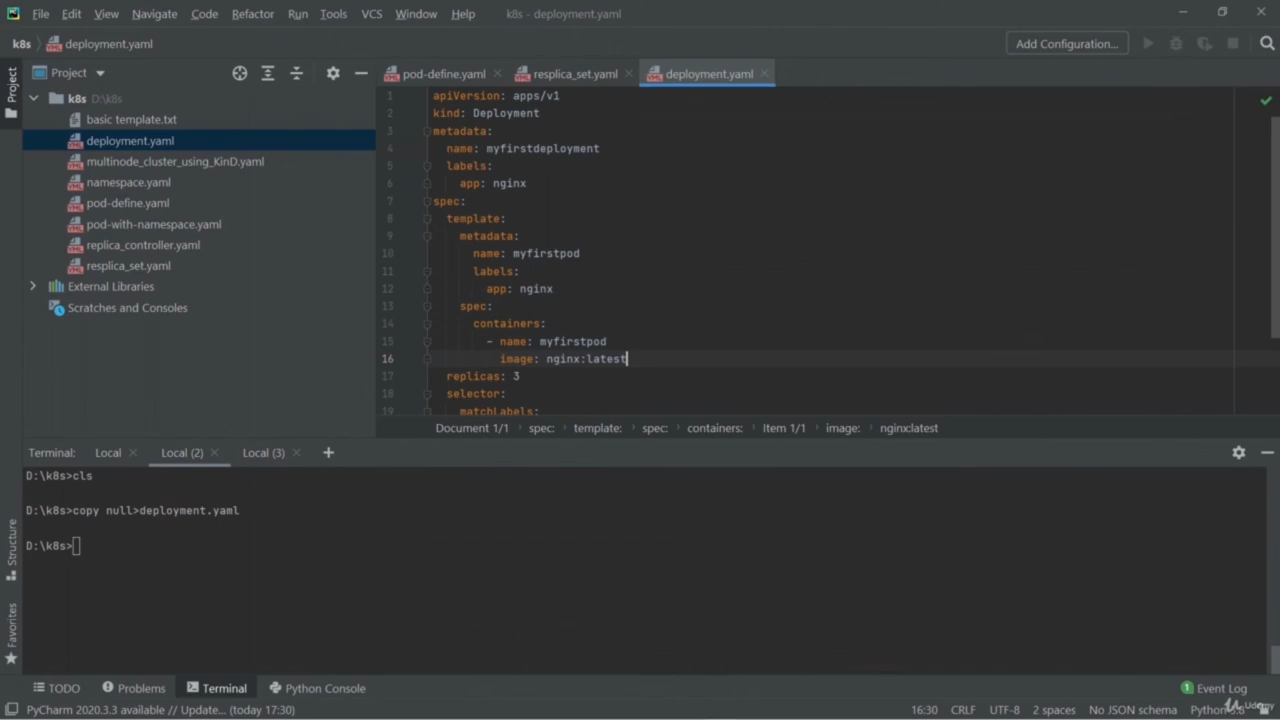 File Edit View Navigate Code Refactor Run Tools VCS Window Help k8s - deployment.yaml
k8s deployment.yaml Add Configuration...
Project
Project
pod-define.yaml resplica_set.yaml deployment.yaml
k8s D:\k8s
basic template.txt
deployment.yaml
multinode_cluster_using_KinD.yaml
namespace.yaml
pod-define.yaml
pod-with-namespace.yaml
replica_controller.yaml
resplica_set.yaml
External Libraries
Scratches and Consoles
1 apiVersion: apps/v1
2 kind: Deployment
3 metadata:
4 name: myfirstdeployment
5 labels:
6 app: nginx
7 spec:
8 template:
9 metadata:
10 name: myfirstpod
11 labels:
12 app: nginx
13 spec:
14 containers:
15 - name: myfirstpod
16 image: nginx:latest
17 replicas: 3
18 selector:
19 matchLabels:
Document 1/1 spec: template: spec: containers: Item 1/1 image: nginx:latest
Terminal: Local Local (2) Local (3)
D:\k8s>cls
D:\k8s>copy null>deployment.yaml
D:\k8s>
Structure
Favorites
TODO Problems Terminal Python Console 1 Event Log
PyCharm 2020.3.3 available // Update... (today 17:30) 16:30 CRLF UTF-8 2 spaces No JSON schema Python 3.8
Udemy